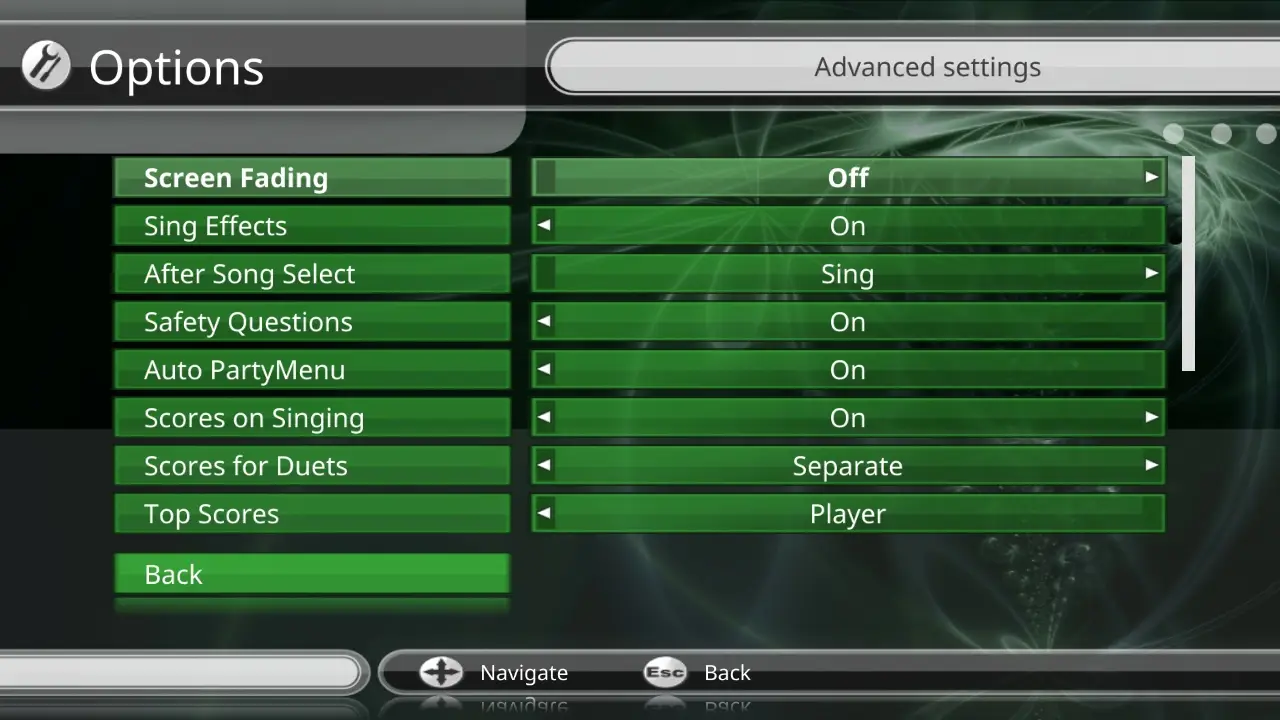 Options
Advanced settings
Screen Fading Off
Sing Effects On
After Song Select Sing
Safety Questions On
Auto PartyMenu On
Scores on Singing On
Scores for Duets Separate
Top Scores Player
Back
Navigate Esc Back